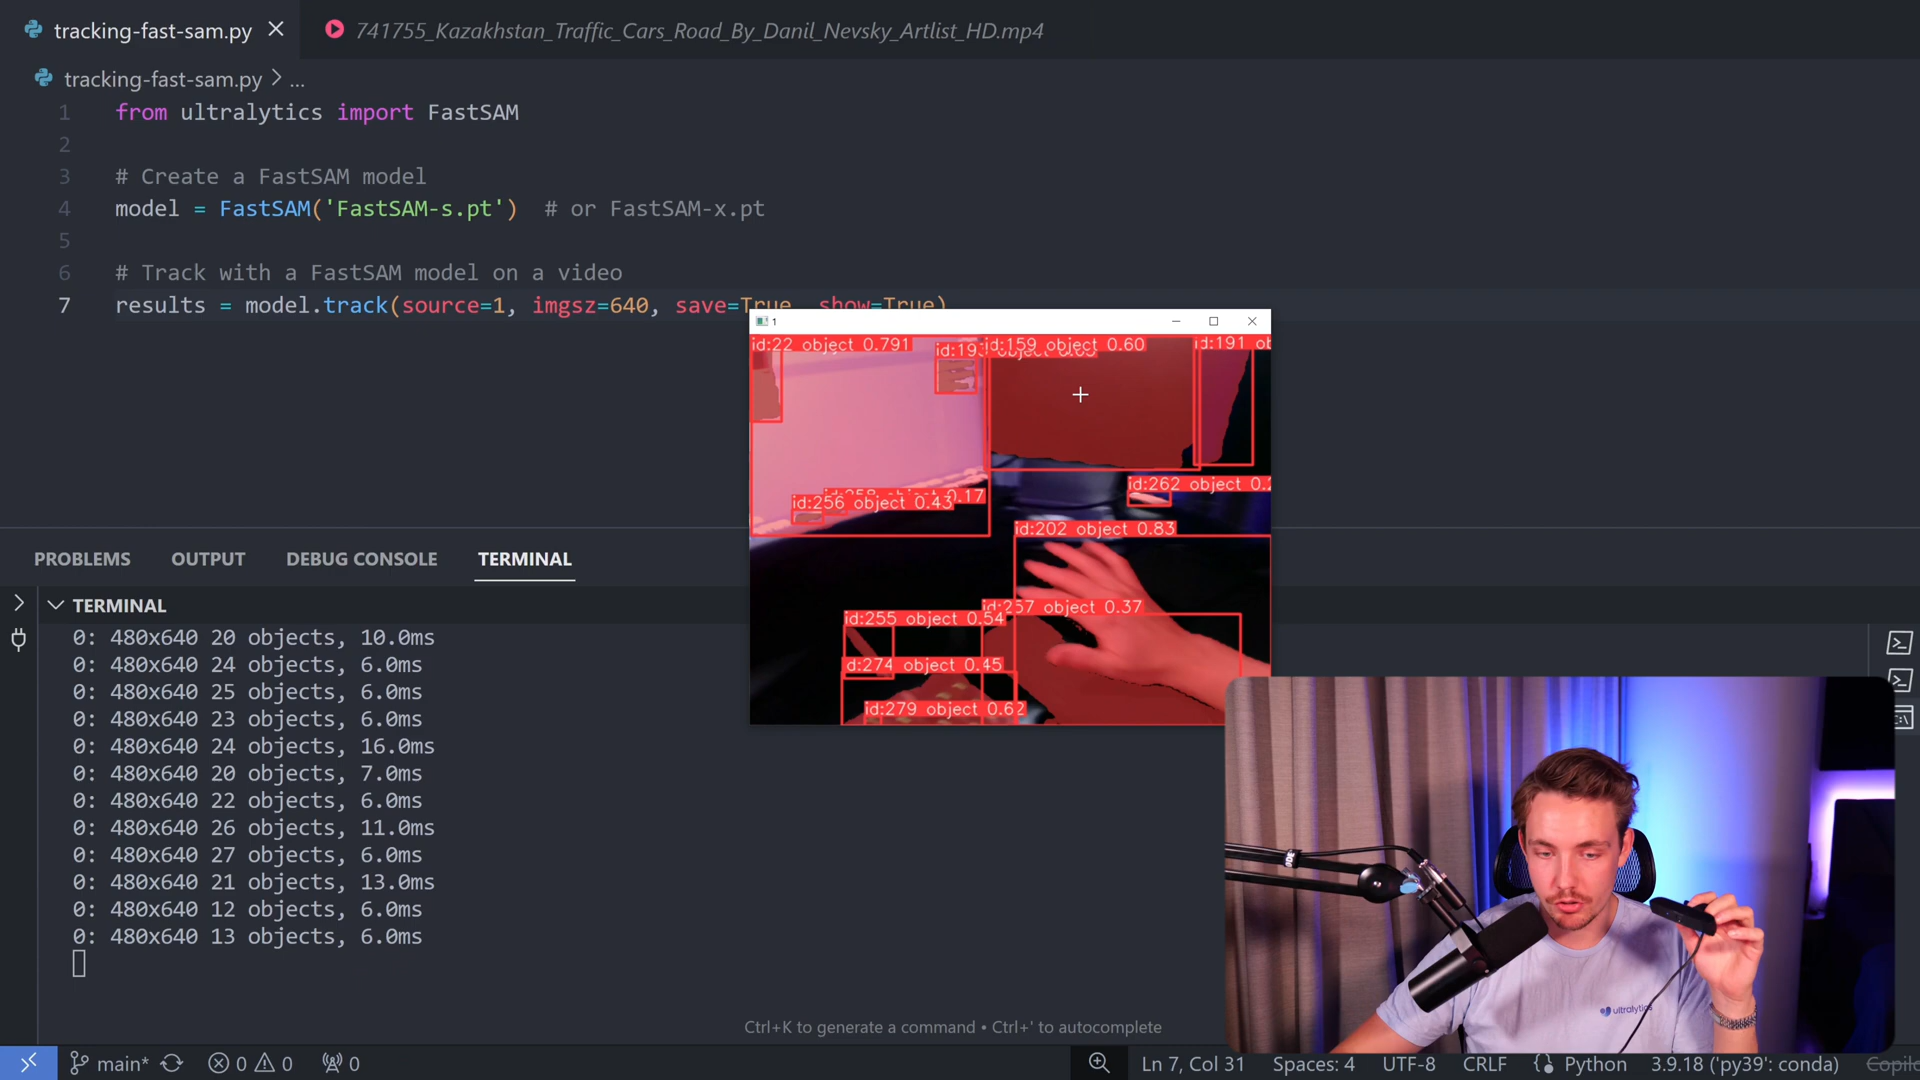 tracking-fast-sam.py
741755_Kazakhstan_Traffic_Cars_Road_By_Danil_Nevsky_Artlist_HD.mp4
tracking-fast-sam.py > ...
1 from ultralytics import FastSAM
2
3 # Create a FastSAM model
4 model = FastSAM('FastSAM-s.pt') # or FastSAM-x.pt
5
6 # Track with a FastSAM model on a video
7 results = model.track(source=1, imgsz=640, save=True, show=True)
1
id:22 object 0.791
id:159 object 0.60
id:191
id:256 object 0.43
0.17
id:262 object
id:202 object 0.83
id:257 object 0.37
id:255 object 0.54
d:274 object 0.45
id:279 object 0.62
PROBLEMS OUTPUT DEBUG CONSOLE TERMINAL
TERMINAL
0: 480x640 20 objects, 10.0ms
0: 480x640 24 objects, 6.0ms
0: 480x640 25 objects, 6.0ms
0: 480x640 23 objects, 6.0ms
0: 480x640 24 objects, 16.0ms
0: 480x640 20 objects, 7.0ms
0: 480x640 22 objects, 6.0ms
0: 480x640 26 objects, 11.0ms
0: 480x640 27 objects, 6.0ms
0: 480x640 21 objects, 13.0ms
0: 480x640 12 objects, 6.0ms
0: 480x640 13 objects, 6.0ms
Ctrl+K to generate a command • Ctrl+' to autocomplete
ultralytics
main* 0 0 0 Ln 7, Col 31 Spaces: 4 UTF-8 CRLF Python 3.9.18 ('py39': conda)